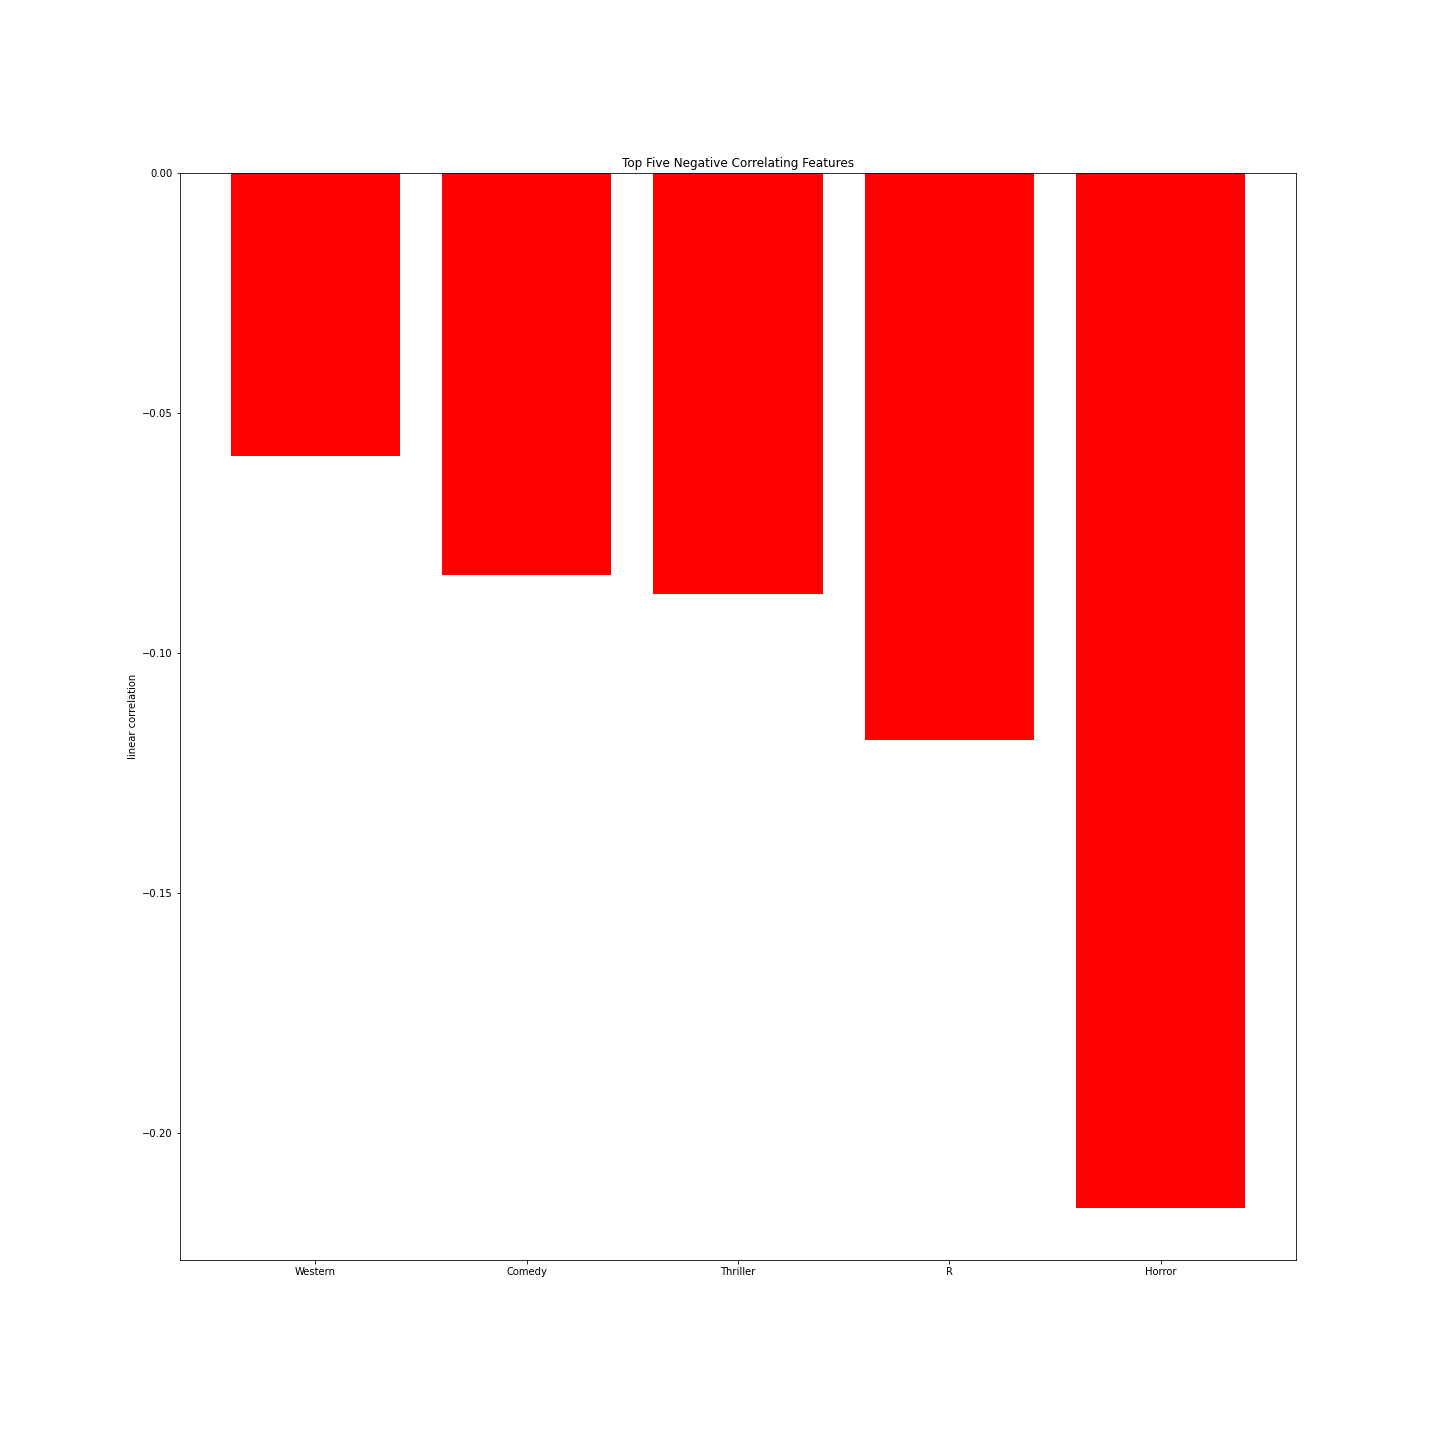 Top Five Negative Correlating Features
0.00
−0.05
−0.10
−0.15
−0.20
linear correlation
Western
Comedy
Thriller
R
Horror